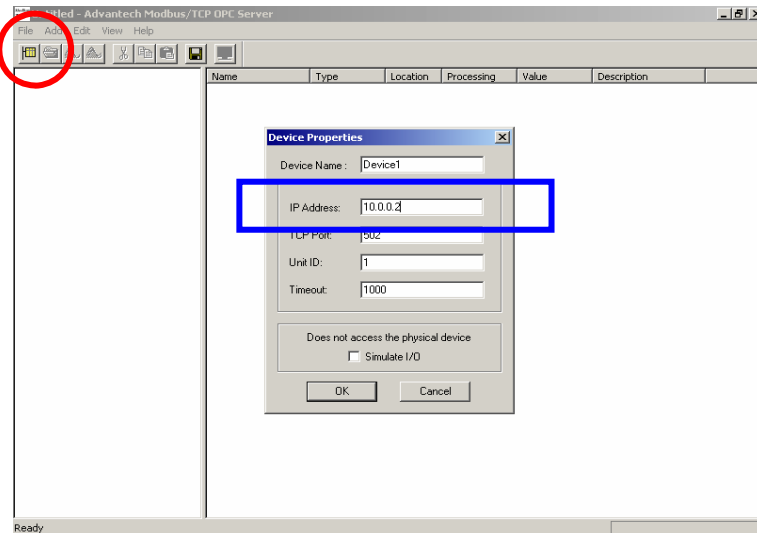 titled - Advantech Modbus/TCP OPC Server
File Add Edit View Help
Name Type Location Processing Value Description
Device Properties
Device Name : Device1
IP Address: 10.0.0.2
TCP Port: 502
Unit ID: 1
Timeout: 1000
Does not access the physical device
Simulate I/O
OK Cancel
Ready